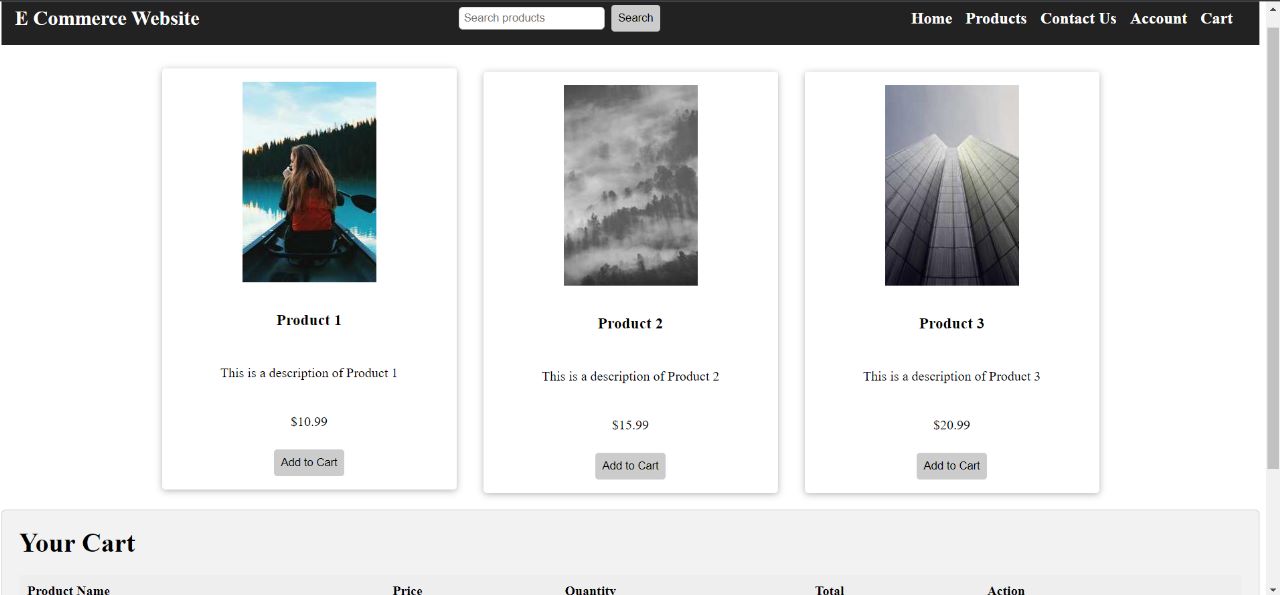 E Commerce Website
Search products
Search
Home Products Contact Us Account Cart
Product 1
This is a description of Product 1
$10.99
Add to Cart
Product 2
This is a description of Product 2
$15.99
Add to Cart
Product 3
This is a description of Product 3
$20.99
Add to Cart
Your Cart
Product Name Price Quantity Total Action